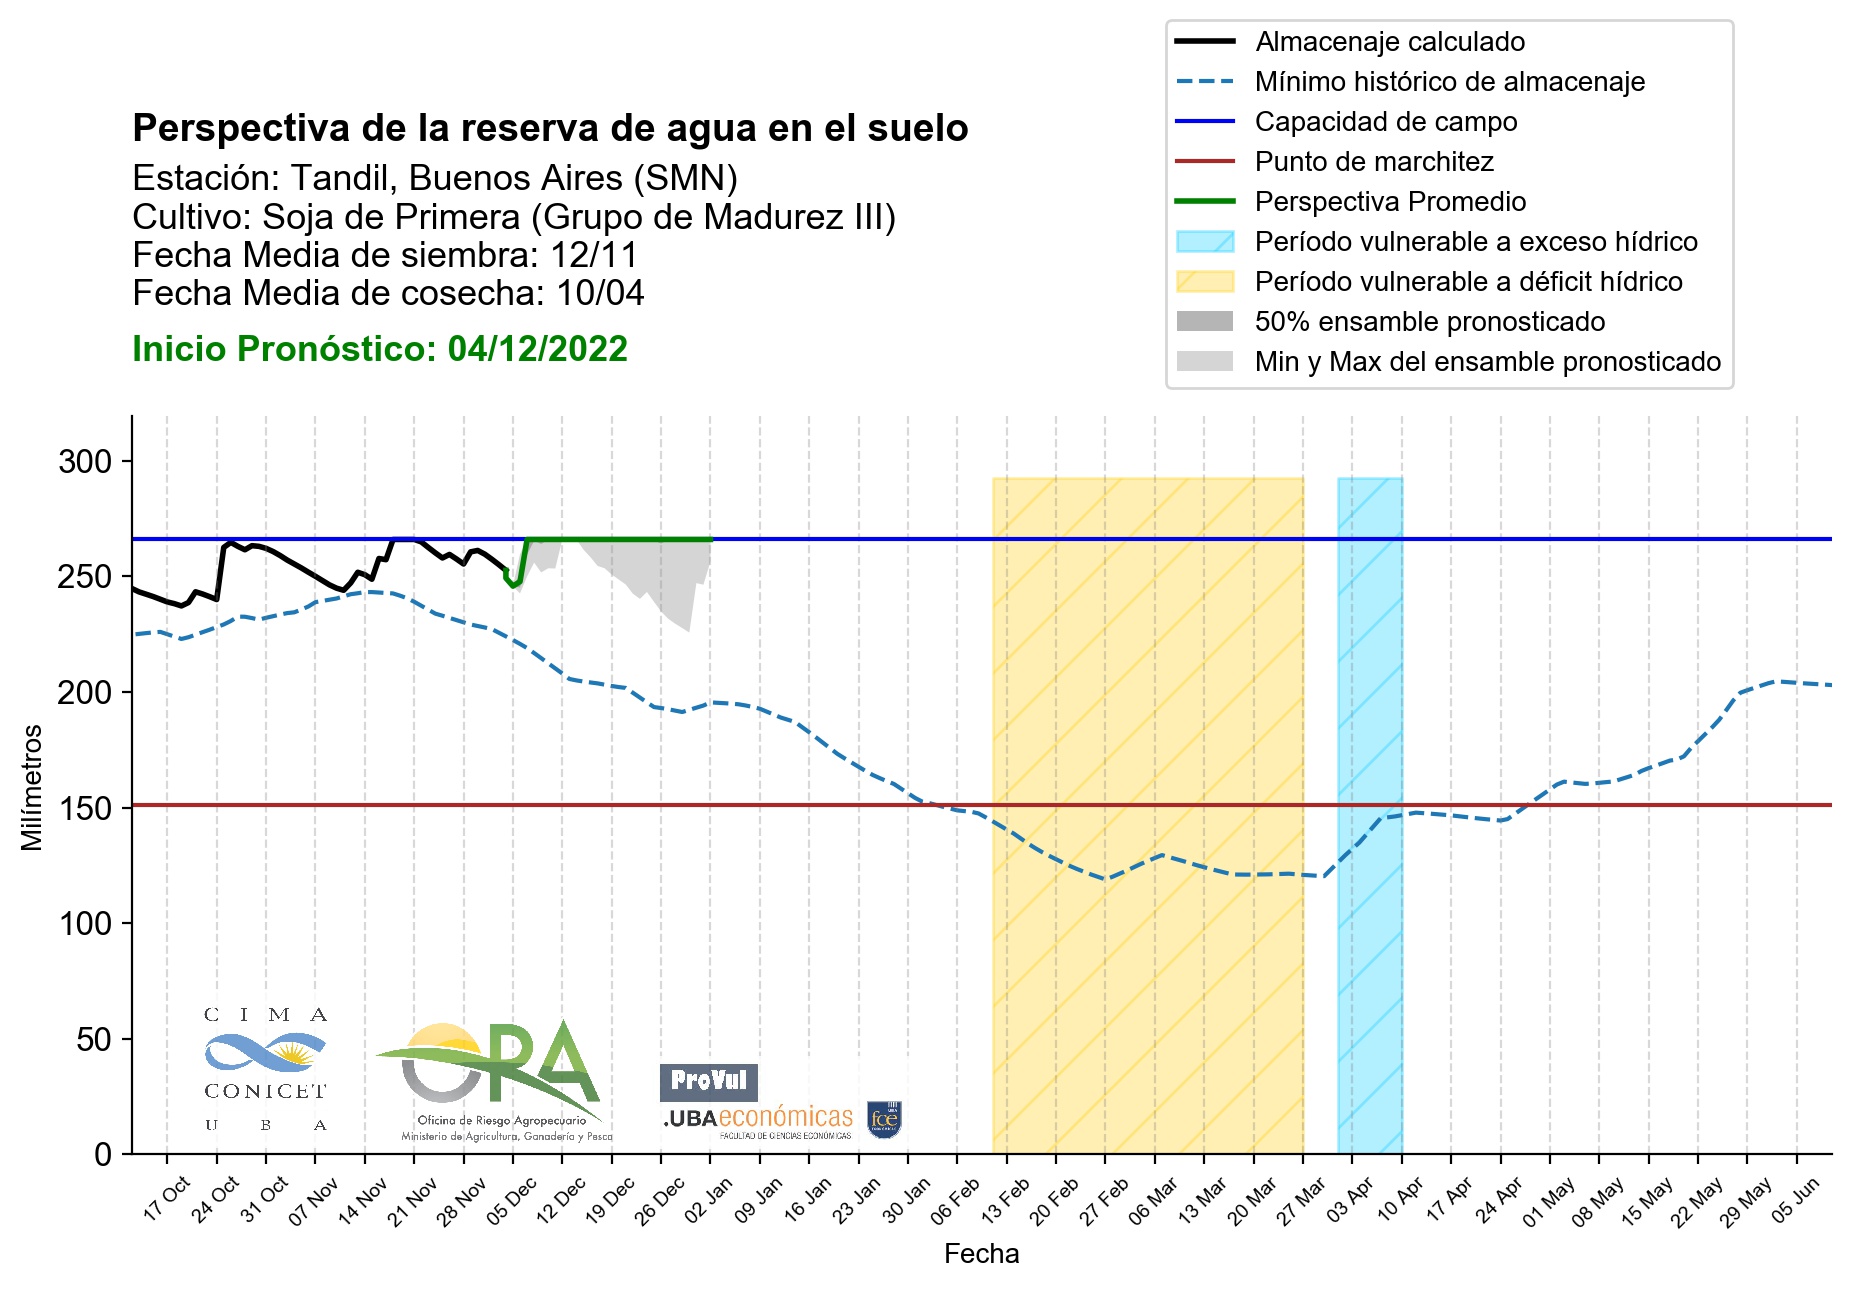 Almacenaje calculado
Mínimo histórico de almacenaje
Capacidad de campo
Punto de marchitez
Perspectiva Promedio
Período vulnerable a exceso hídrico
Período vulnerable a déficit hídrico
50% ensamble pronosticado
Min y Max del ensamble pronosticado
Perspectiva de la reserva de agua en el suelo
Estación: Tandil, Buenos Aires (SMN)
Cultivo: Soja de Primera (Grupo de Madurez III)
Fecha Media de siembra: 12/11
Fecha Media de cosecha: 10/04
Inicio Pronóstico: 04/12/2022
Milímetros
300
250
200
150
100
50
0
CIMA
CONICET
UBA
ORA
Oficina de Riesgo Agropecuario
Ministerio de Agricultura, Ganadería y Pesca
ProVul
.UBAeconómicas
FACULTAD DE CIENCIAS ECONÓMICAS
UBA
fce
ECONÓMICAS
17 Oct 24 Oct 31 Oct 07 Nov 14 Nov 21 Nov 28 Nov 05 Dec 12 Dec 19 Dec 26 Dec 02 Jan 09 Jan 16 Jan 23 Jan 30 Jan 06 Feb 13 Feb 20 Feb 27 Feb 06 Mar 13 Mar 20 Mar 27 Mar 03 Apr 10 Apr 17 Apr 24 Apr 01 May 08 May 15 May 22 May 29 May 05 Jun
Fecha